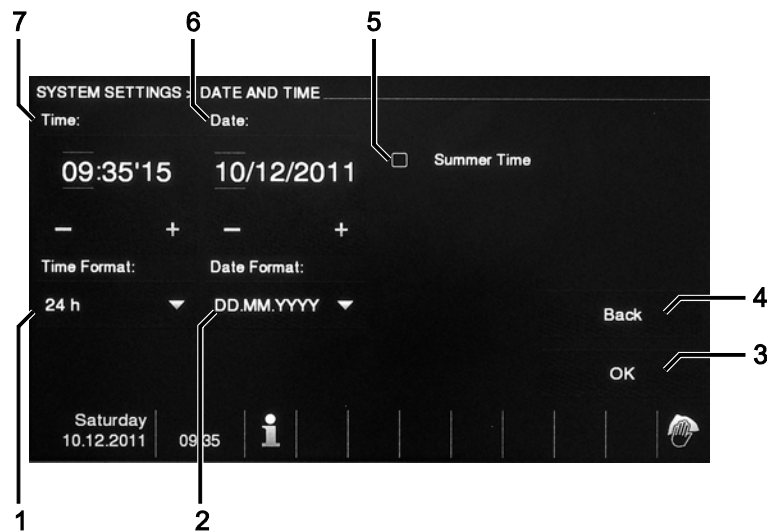 7 6 5
SYSTEM SETTINGS > DATE AND TIME
Time: Date:
09:35'15 10/12/2011 Summer Time
− + − +
Time Format: Date Format:
24 h DD.MM.YYYY
4
Back
3
OK
Saturday
10.12.2011 09:35
1 2